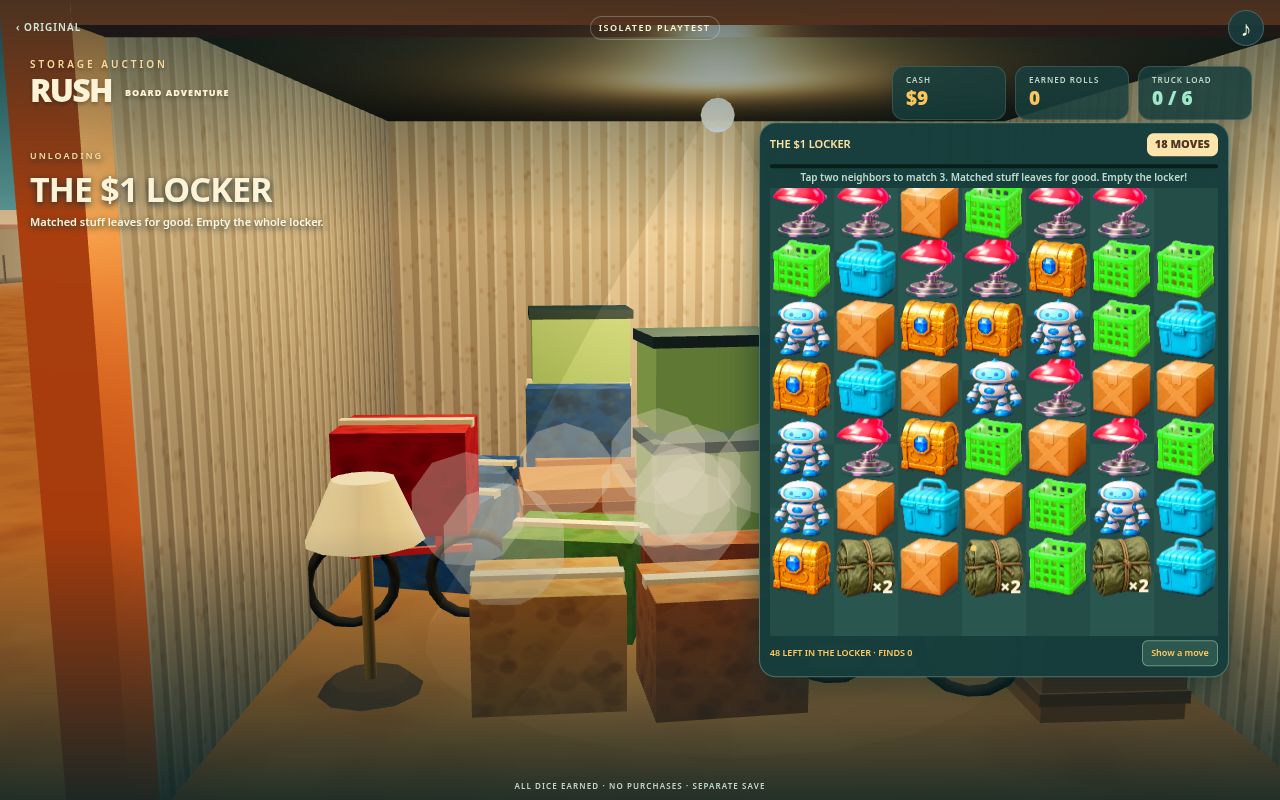 ‹ ORIGINAL
ISOLATED PLAYTEST
♪
STORAGE AUCTION
RUSH BOARD ADVENTURE
CASH
$9
EARNED ROLLS
0
TRUCK LOAD
0 / 6
UNLOADING
THE $1 LOCKER
Matched stuff leaves for good. Empty the whole locker.
THE $1 LOCKER
18 MOVES
Tap two neighbors to match 3. Matched stuff leaves for good. Empty the locker!
×2
×2
×2
48 LEFT IN THE LOCKER · FINDS 0
Show a move
ALL DICE EARNED · NO PURCHASES · SEPARATE SAVE